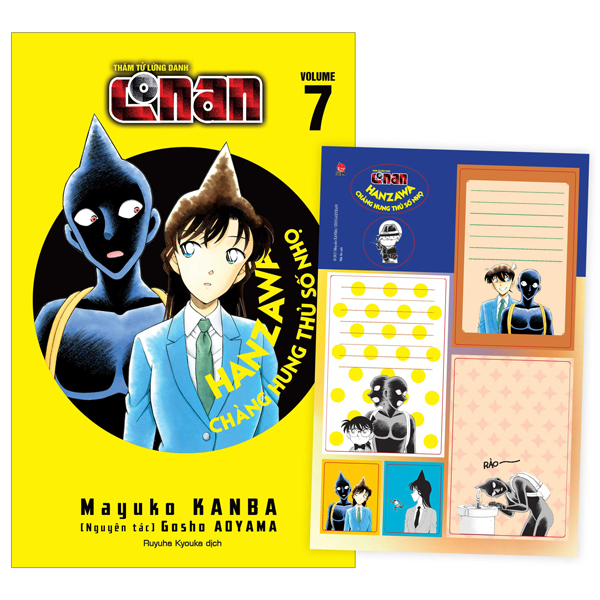 THÁM TỬ LỪNG DANH
Conan
VOLUME
7
HANZAWA
CHÀNG HUNG THỦ SỐ NHỌ
Mayuko KANBA
[Nguyên tác] Gosho AOYAMA
Ruyuha Kyouka dịch
Conan
HANZAWA
CHÀNG HUNG THỦ SỐ NHỌ
RÀO